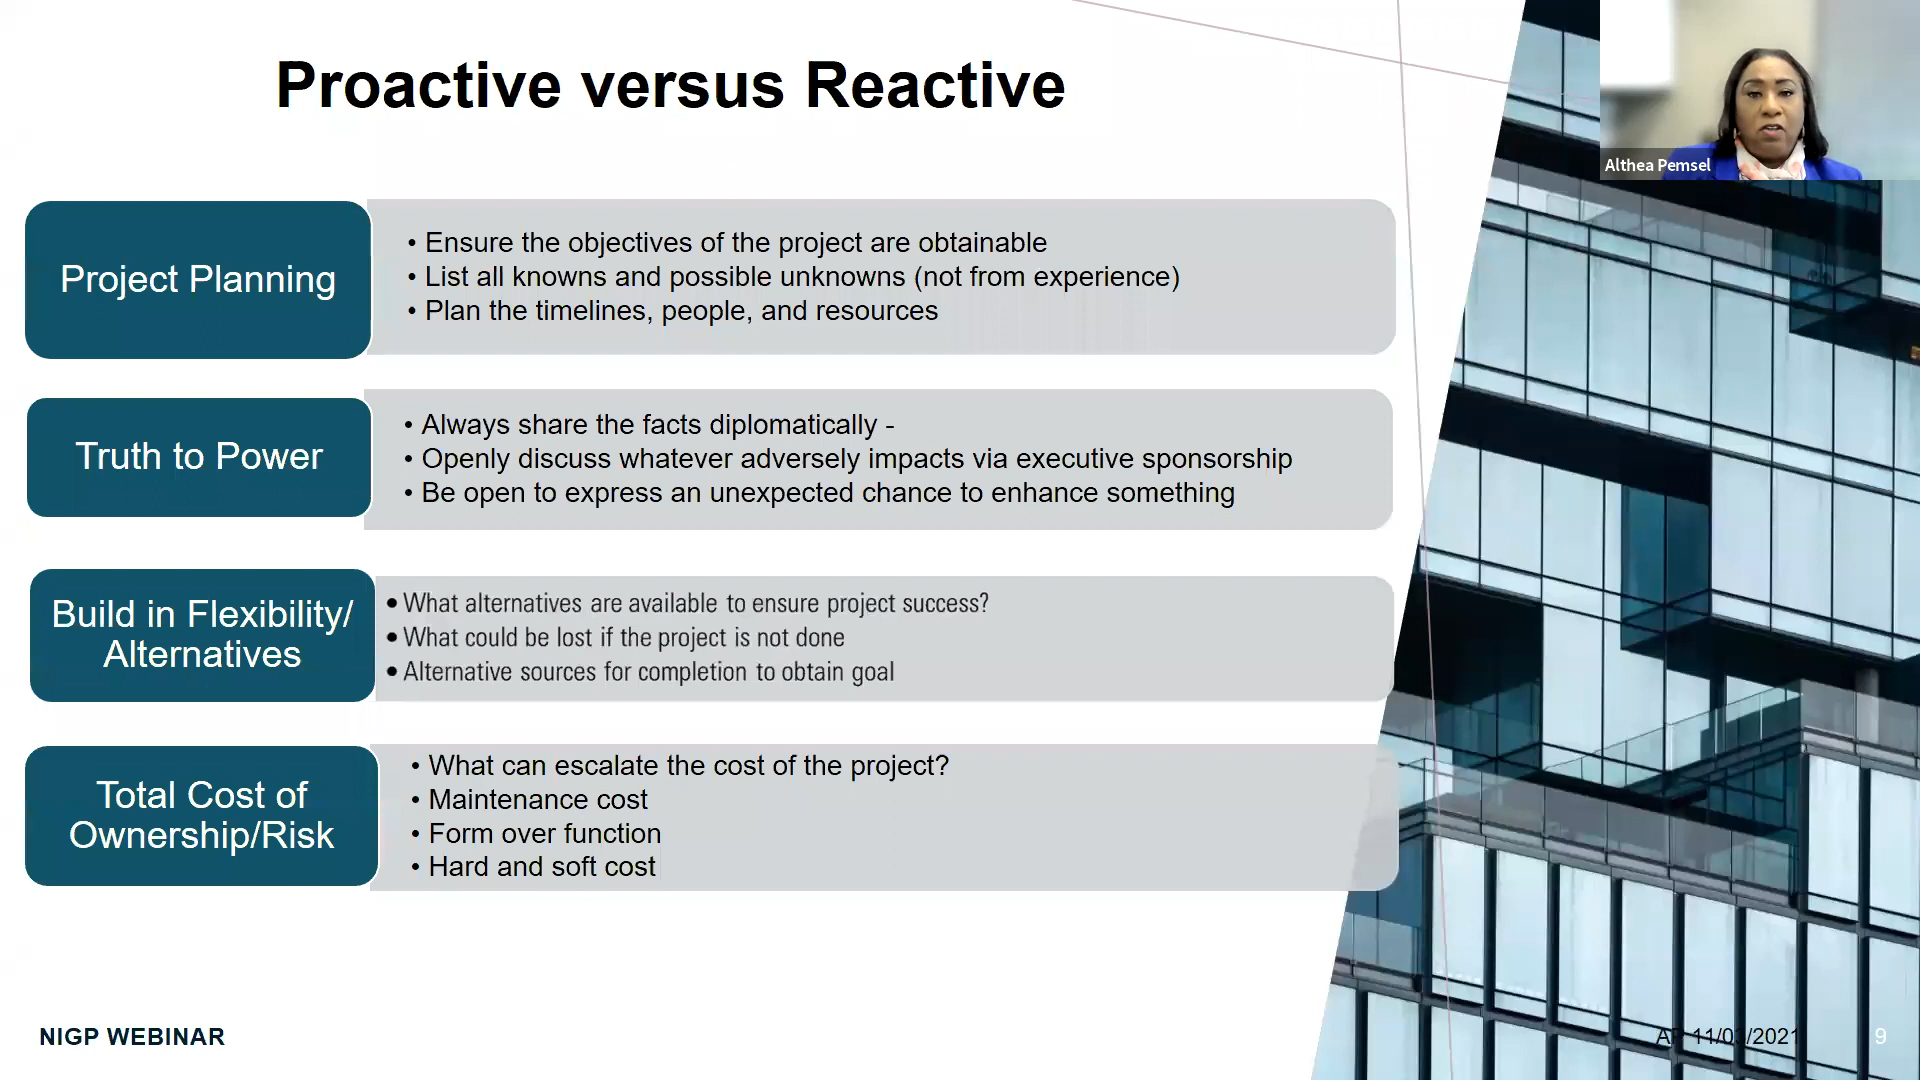 Proactive versus Reactive
Althea Pemsel
Project Planning
• Ensure the objectives of the project are obtainable
• List all knowns and possible unknowns (not from experience)
• Plan the timelines, people, and resources
Truth to Power
• Always share the facts diplomatically -
• Openly discuss whatever adversely impacts via executive sponsorship
• Be open to express an unexpected chance to enhance something
Build in Flexibility/
Alternatives
• What alternatives are available to ensure project success?
• What could be lost if the project is not done
• Alternative sources for completion to obtain goal
Total Cost of
Ownership/Risk
• What can escalate the cost of the project?
• Maintenance cost
• Form over function
• Hard and soft cost
NIGP WEBINAR
9